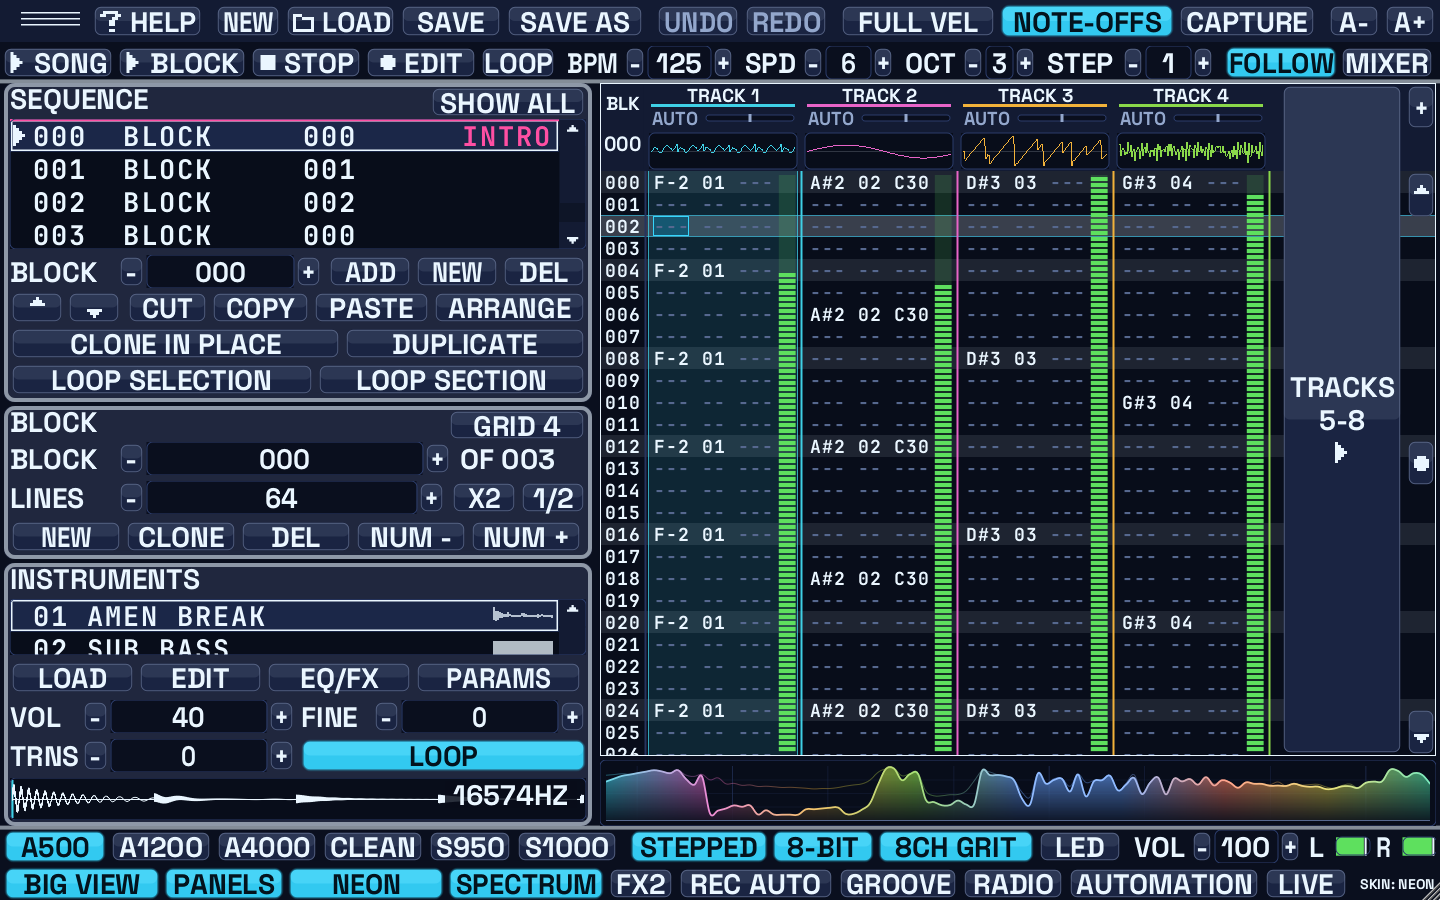 ? HELP NEW LOAD SAVE SAVE AS UNDO REDO FULL VEL NOTE-OFFS CAPTURE A- A+
SONG BLOCK STOP EDIT LOOP BPM - 125 + SPD - 6 + OCT - 3 + STEP - 1 + FOLLOW MIXER
SEQUENCE SHOW ALL
000 BLOCK 000 INTRO
001 BLOCK 001
002 BLOCK 002
003 BLOCK 000
BLOCK - 000 + ADD NEW DEL
CUT COPY PASTE ARRANGE
CLONE IN PLACE DUPLICATE
LOOP SELECTION LOOP SECTION
BLOCK GRID 4
BLOCK - 000 + OF 003
LINES - 64 + X2 1/2
NEW CLONE DEL NUM - NUM +
INSTRUMENTS
01 AMEN BREAK
02 SUB BASS
LOAD EDIT EQ/FX PARAMS
VOL - 40 + FINE - 0 +
TRNS - 0 + LOOP
16574HZ
BLK TRACK 1 TRACK 2 TRACK 3 TRACK 4 +
AUTO AUTO AUTO AUTO
000
000 F-2 01 --- A#2 02 C30 D#3 03 --- G#3 04 ---
001 --- -- --- --- -- --- --- -- --- --- -- ---
002 --- -- --- --- -- --- --- -- --- --- -- ---
003 --- -- --- --- -- --- --- -- --- --- -- ---
004 F-2 01 --- --- -- --- --- -- --- --- -- ---
005 --- -- --- --- -- --- --- -- --- --- -- ---
006 --- -- --- A#2 02 C30 --- -- --- --- -- ---
007 --- -- --- --- -- --- --- -- --- --- -- ---
008 F-2 01 --- --- -- --- D#3 03 --- --- -- ---
009 --- -- --- --- -- --- --- -- --- --- -- ---
010 --- -- --- --- -- --- --- -- --- G#3 04 ---
011 --- -- --- --- -- --- --- -- --- --- -- ---
012 F-2 01 --- A#2 02 C30 D#3 03 --- --- -- ---
013 --- -- --- --- -- --- --- -- --- --- -- ---
014 --- -- --- --- -- --- --- -- --- --- -- ---
015 --- -- --- --- -- --- --- -- --- --- -- ---
016 F-2 01 --- --- -- --- D#3 03 --- --- -- ---
017 --- -- --- --- -- --- --- -- --- --- -- ---
018 --- -- --- A#2 02 C30 --- -- --- --- -- ---
019 --- -- --- --- -- --- --- -- --- --- -- ---
020 F-2 01 --- --- -- --- --- -- --- G#3 04 ---
021 --- -- --- --- -- --- --- -- --- --- -- ---
022 --- -- --- --- -- --- --- -- --- --- -- ---
023 --- -- --- --- -- --- --- -- --- --- -- ---
024 F-2 01 --- A#2 02 C30 D#3 03 --- --- -- ---
025 --- -- --- --- -- --- --- -- --- --- -- ---
026
TRACKS
5-8
A500 A1200 A4000 CLEAN S950 S1000 STEPPED 8-BIT 8CH GRIT LED VOL - 100 + L R
BIG VIEW PANELS NEON SPECTRUM FX2 REC AUTO GROOVE RADIO AUTOMATION LIVE SKIN: NEON